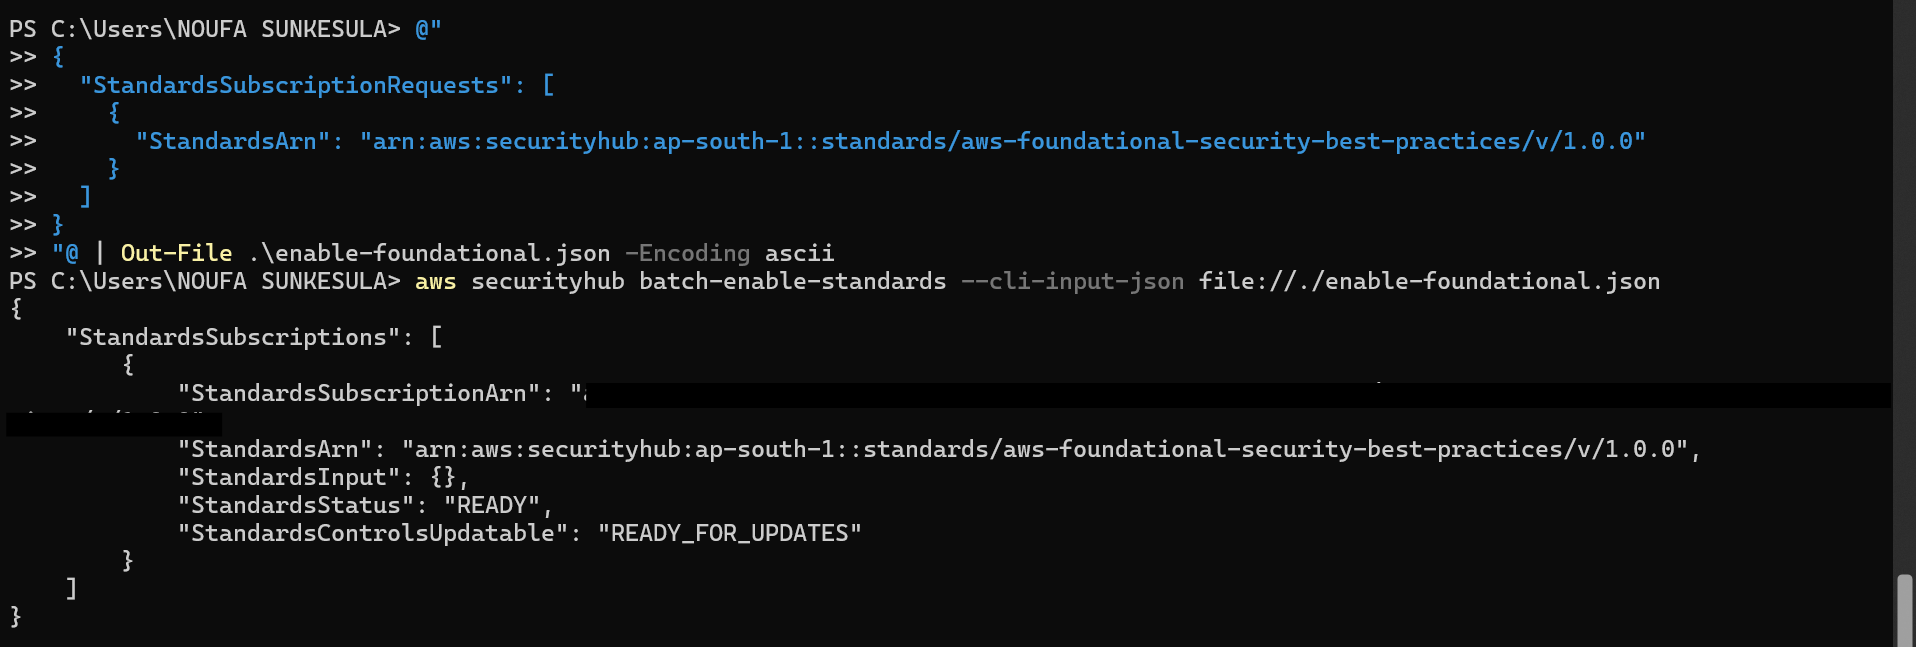 PS C:\Users\NOUFA SUNKESULA> @"
>> {
>>   "StandardsSubscriptionRequests": [
>>     {
>>       "StandardsArn": "arn:aws:securityhub:ap-south-1::standards/aws-foundational-security-best-practices/v/1.0.0"
>>     }
>>   ]
>> }
>> "@ | Out-File .\enable-foundational.json -Encoding ascii
PS C:\Users\NOUFA SUNKESULA> aws securityhub batch-enable-standards --cli-input-json file://./enable-foundational.json
{
    "StandardsSubscriptions": [
        {
            "StandardsSubscriptionArn": "
            "StandardsArn": "arn:aws:securityhub:ap-south-1::standards/aws-foundational-security-best-practices/v/1.0.0",
            "StandardsInput": {},
            "StandardsStatus": "READY",
            "StandardsControlsUpdatable": "READY_FOR_UPDATES"
        }
    ]
}